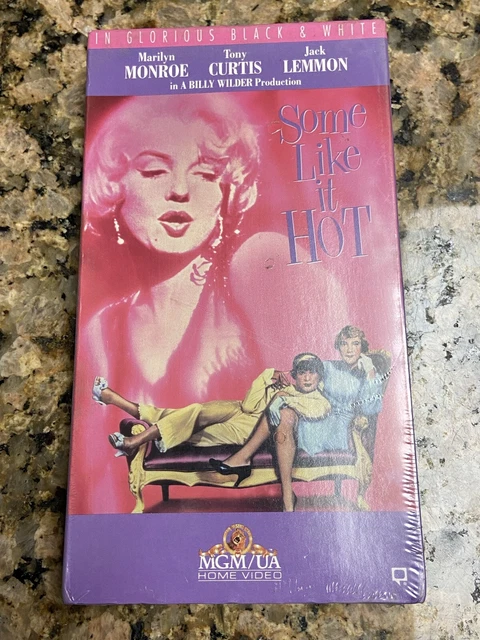 IN GLORIOUS BLACK & WHITE
Marilyn MONROE
Tony CURTIS
Jack LEMMON
in A BILLY WILDER Production
Some
Like
it
HOT
MGM/UA
HOME VIDEO